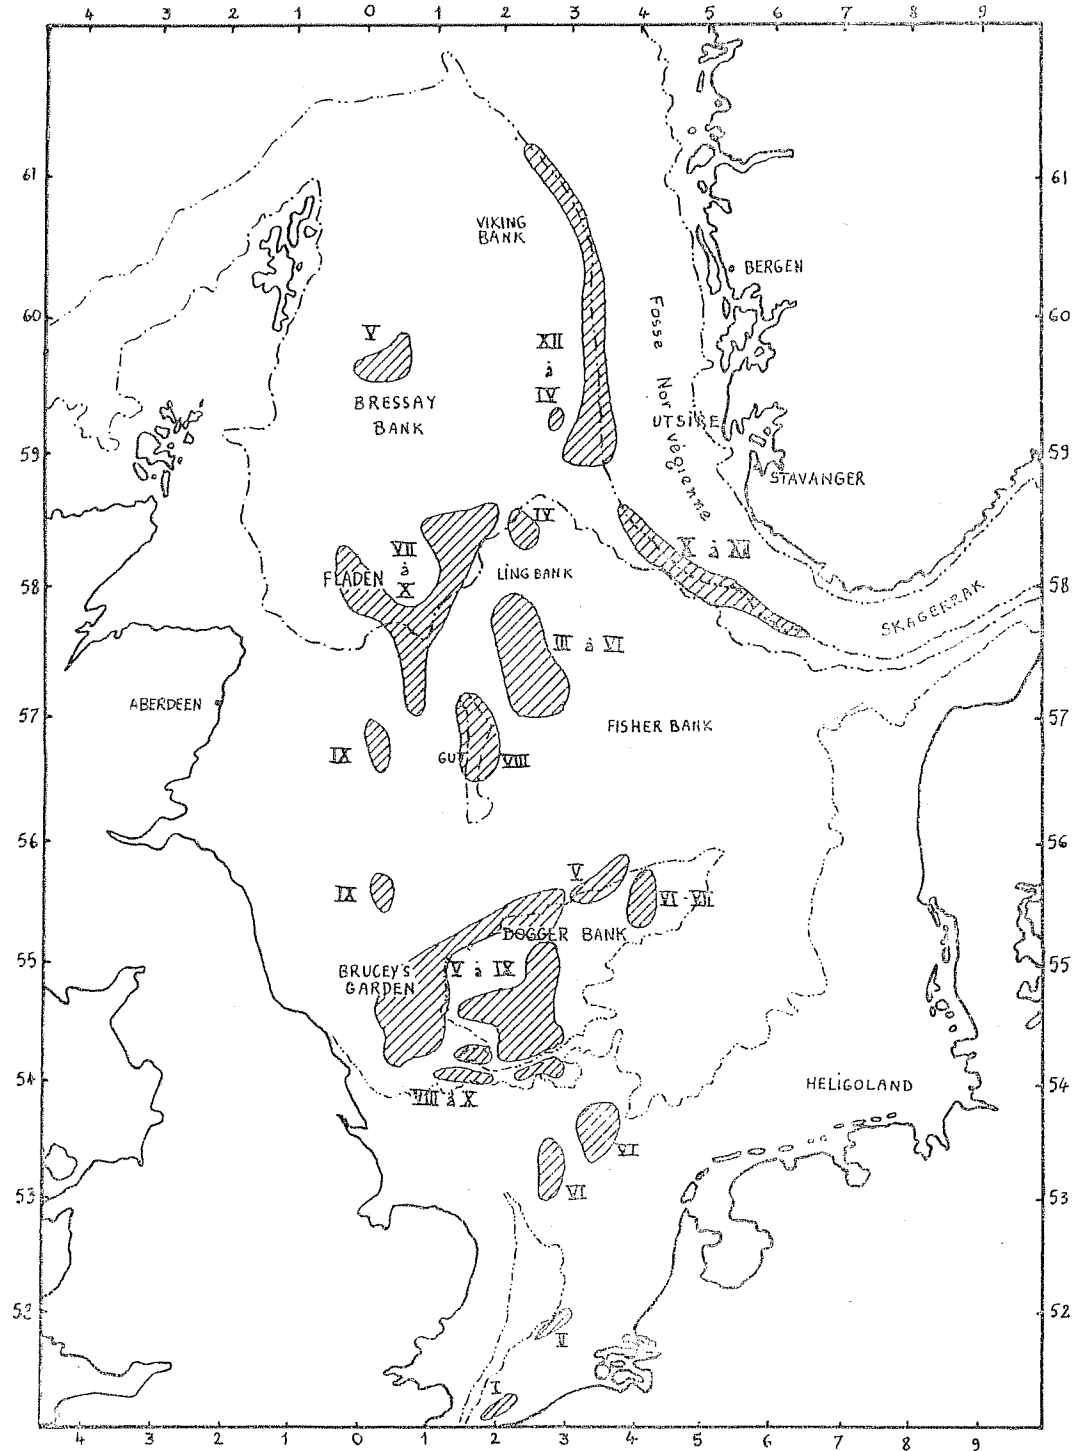 4 3 2 1 0 1 2 3 4 5 6 7 8 9
61 61
VIKING
BANK
BERGEN
60 60
V
XII
à
IV
Fosse Norvégienne
BRESSAY
BANK
UTSIRE
59 59
STAVANGER
IV
VII
à
X
X à XI
FLADEN
LING BANK
58 58
SKAGERRAK
III à VI
ABERDEEN
57 57
FISHER BANK
IX
GUT
VIII
56 56
V
IX
VI-VII
DOGGER BANK
55 55
BRUCEY'S
GARDEN
V à IX
54 54
HELIGOLAND
VIII à X
VI
VI
53 53
52 52
II
I
4 3 2 1 0 1 2 3 4 5 6 7 8 9